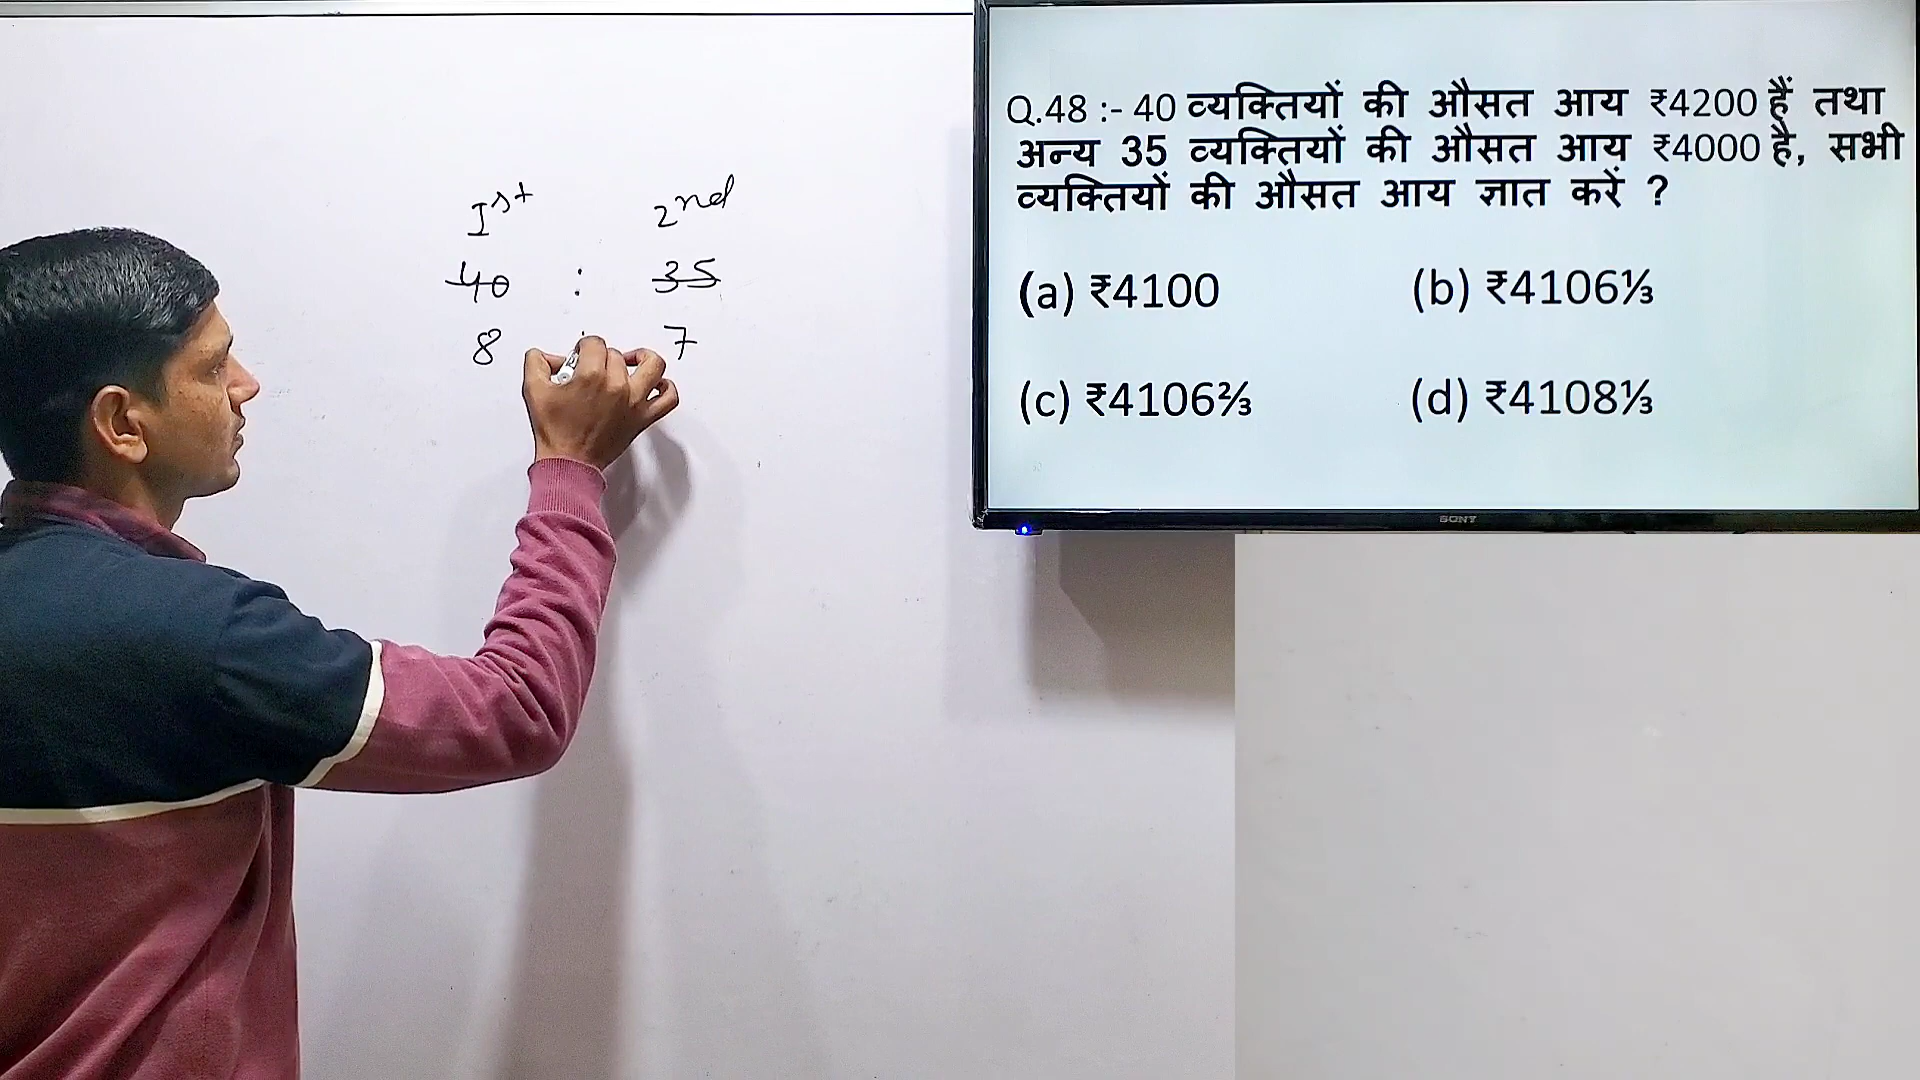 Ist 2nd
40 : 35
8 : 7
Q.48 :- 40 व्यक्तियों की औसत आय ₹4200 हैं तथा
अन्य 35 व्यक्तियों की औसत आय ₹4000 है, सभी
व्यक्तियों की औसत आय ज्ञात करें ?
(a) ₹4100 (b) ₹4106⅓
(c) ₹4106⅔ (d) ₹4108⅓
SONY